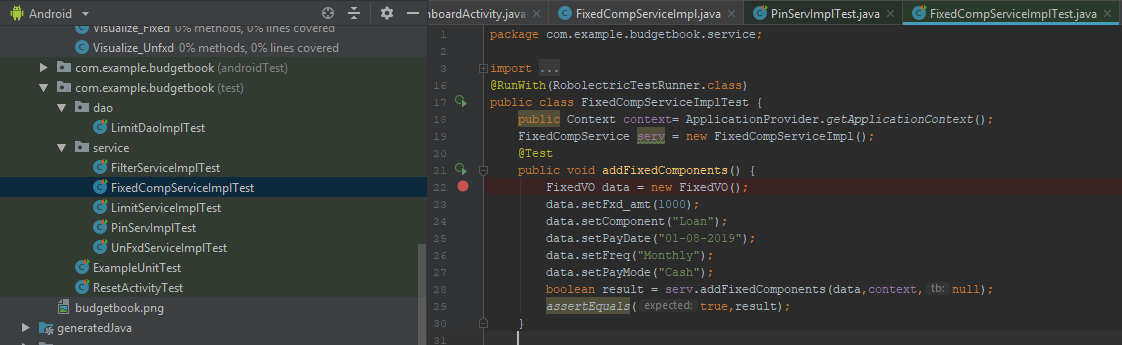 Android
Visualize_Fixed 0% methods, 0% lines covered
Visualize_Unfxd 0% methods, 0% lines covered
com.example.budgetbook (androidTest)
com.example.budgetbook (test)
dao
LimitDaoImplTest
service
FilterServiceImplTest
FixedCompServiceImplTest
LimitServiceImplTest
PinServImplTest
UnFxdServiceImplTest
ExampleUnitTest
ResetActivityTest
budgetbook.png
generatedJava
nboardActivity.java
FixedCompServiceImpl.java
PinServImplTest.java
FixedCompServiceImplTest.java
1 package com.example.budgetbook.service;
2
3 import ...
16 @RunWith(RobolectricTestRunner.class)
17 public class FixedCompServiceImplTest {
18 public Context context= ApplicationProvider.getApplicationContext();
19 FixedCompService serv = new FixedCompServiceImpl();
20 @Test
21 public void addFixedComponents() {
22 FixedVO data = new FixedVO();
23 data.setFxd_amt(1000);
24 data.setComponent("Loan");
25 data.setPayDate("01-08-2019");
26 data.setFreq("Monthly");
27 data.setPayMode("Cash");
28 boolean result = serv.addFixedComponents(data,context, tb: null);
29 assertEquals( expected: true,result);
30 }
31